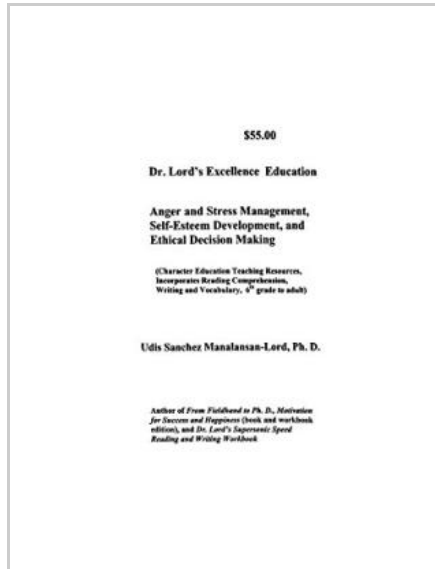 $55.00
Dr. Lord's Excellence Education
Anger and Stress Management,
Self-Esteem Development, and
Ethical Decision Making
(Character Education Teaching Resources,
Incorporates Reading Comprehension,
Writing and Vocabulary, 6th grade to adult)
Udis Sanchez Manalansan-Lord, Ph. D.
Author of From Fieldhand to Ph. D., Motivation
for Success and Happiness (book and workbook
edition), and Dr. Lord's Supersonic Speed
Reading and Writing Workbook